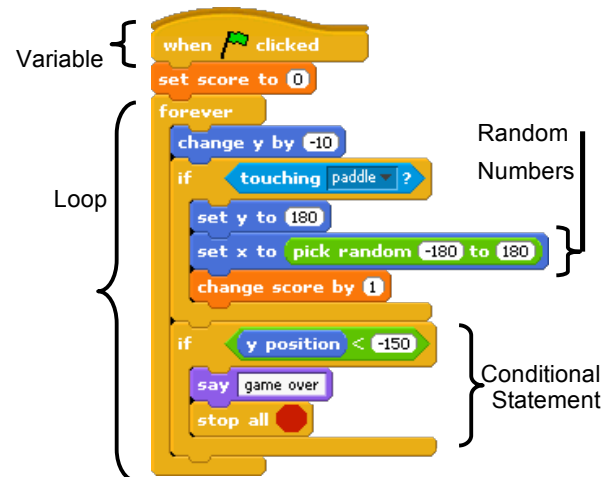 Variable
when clicked
set score to 0
forever
change y by -10
if touching paddle ?
set y to 180
set x to pick random -180 to 180
change score by 1
if y position < -150
say game over
stop all
Loop
Random
Numbers
Conditional
Statement